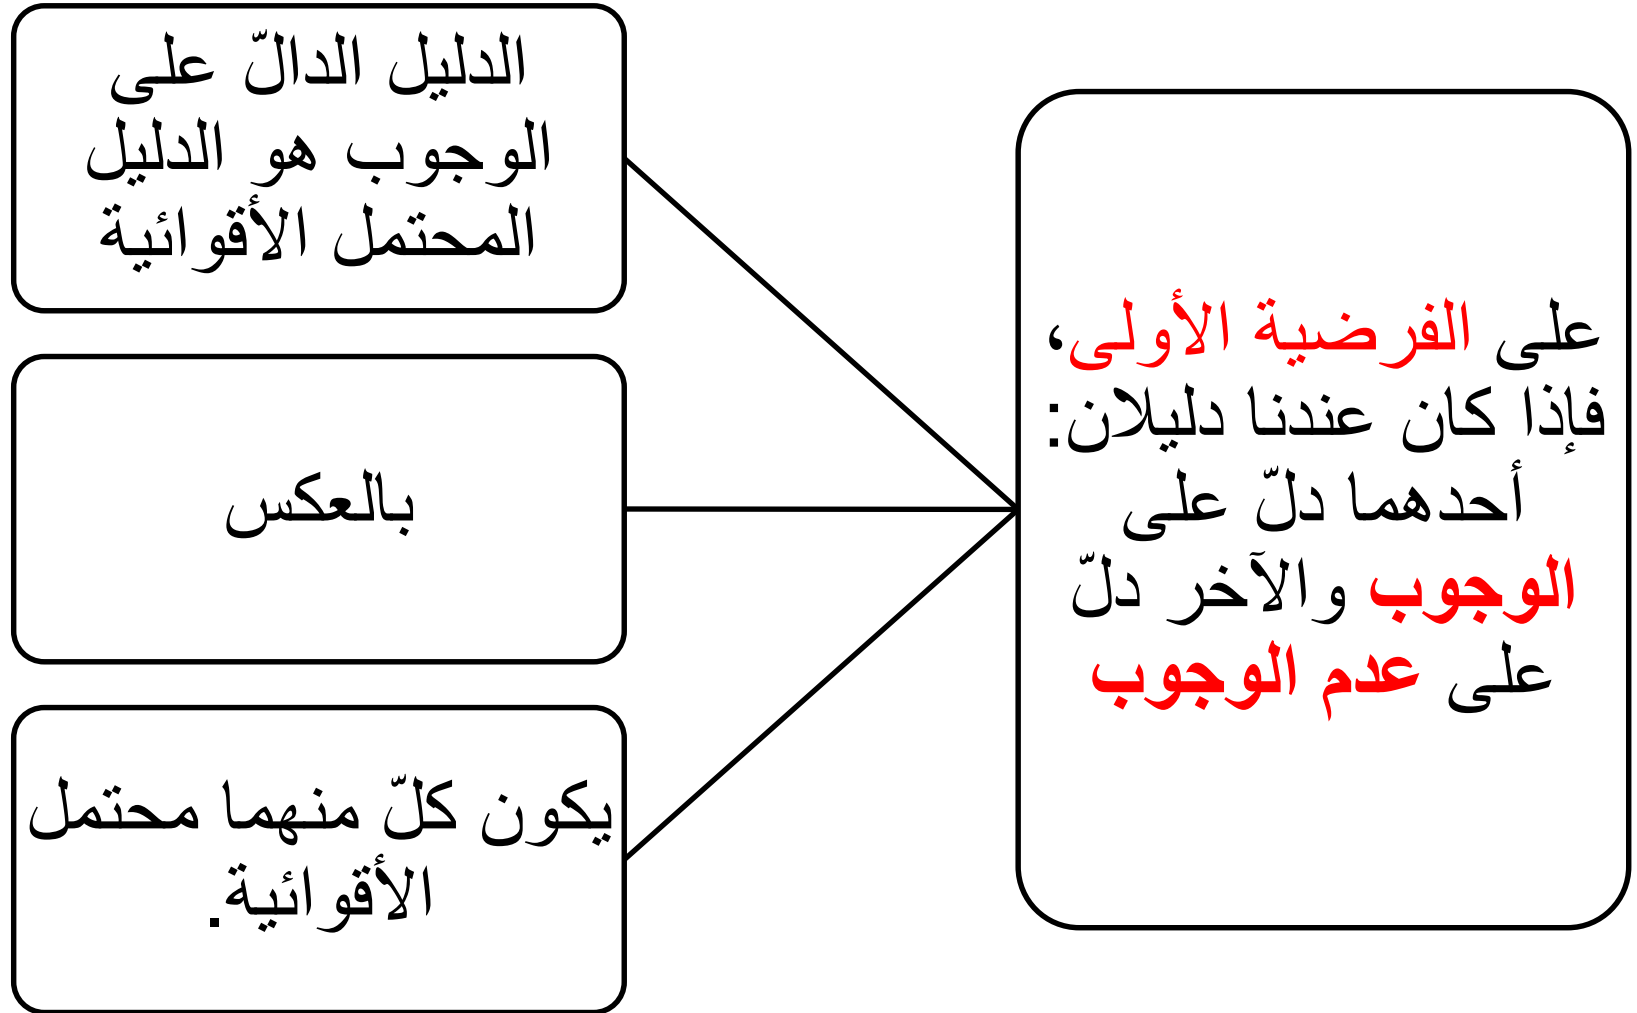 على الفرضية الأولى،
فإذا كان عندنا دليلان:
أحدهما دلّ على
الوجوب والآخر دلّ
على عدم الوجوب
الدليل الدالّ على
الوجوب هو الدليل
المحتمل الأقوائية
بالعكس
يكون كلّ منهما محتمل
الأقوائية.